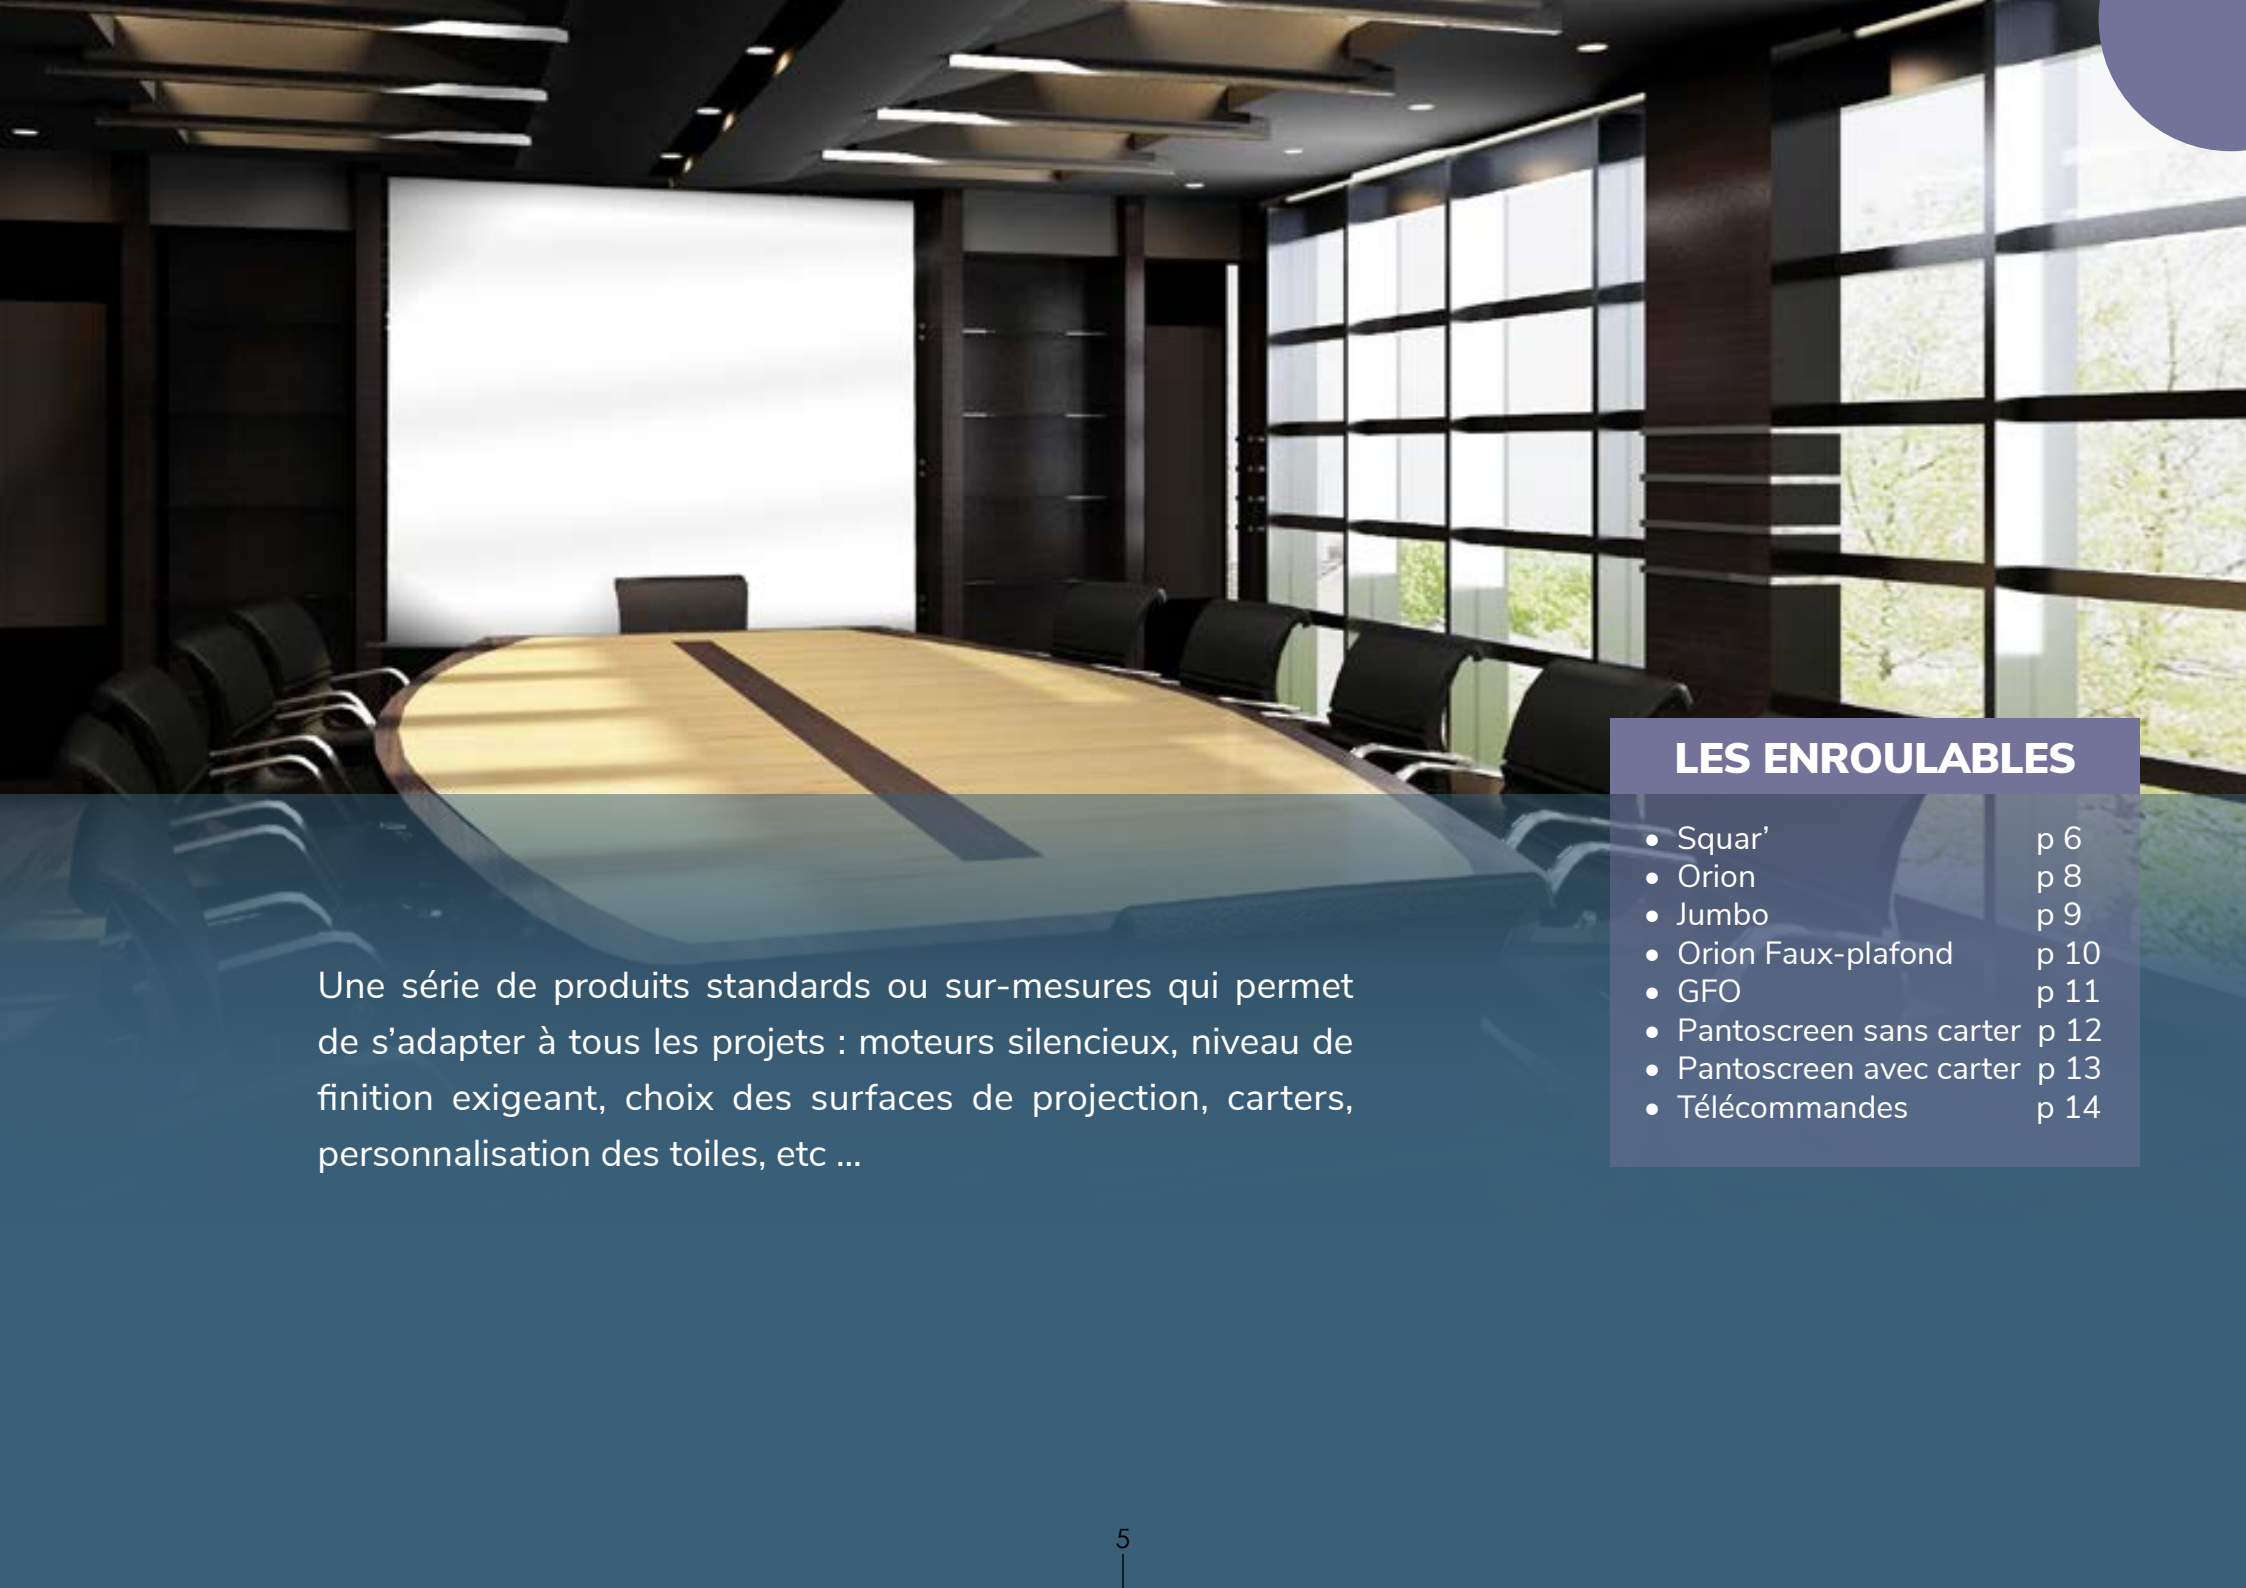 LES ENROULABLES
• Squar’ p 6
• Orion p 8
• Jumbo p 9
• Orion Faux-plafond p 10
• GFO p 11
• Pantoscreen sans carter p 12
• Pantoscreen avec carter p 13
• Télécommandes p 14
Une série de produits standards ou sur-mesures qui permet
de s’adapter à tous les projets : moteurs silencieux, niveau de
finition exigeant, choix des surfaces de projection, carters,
personnalisation des toiles, etc ...
5